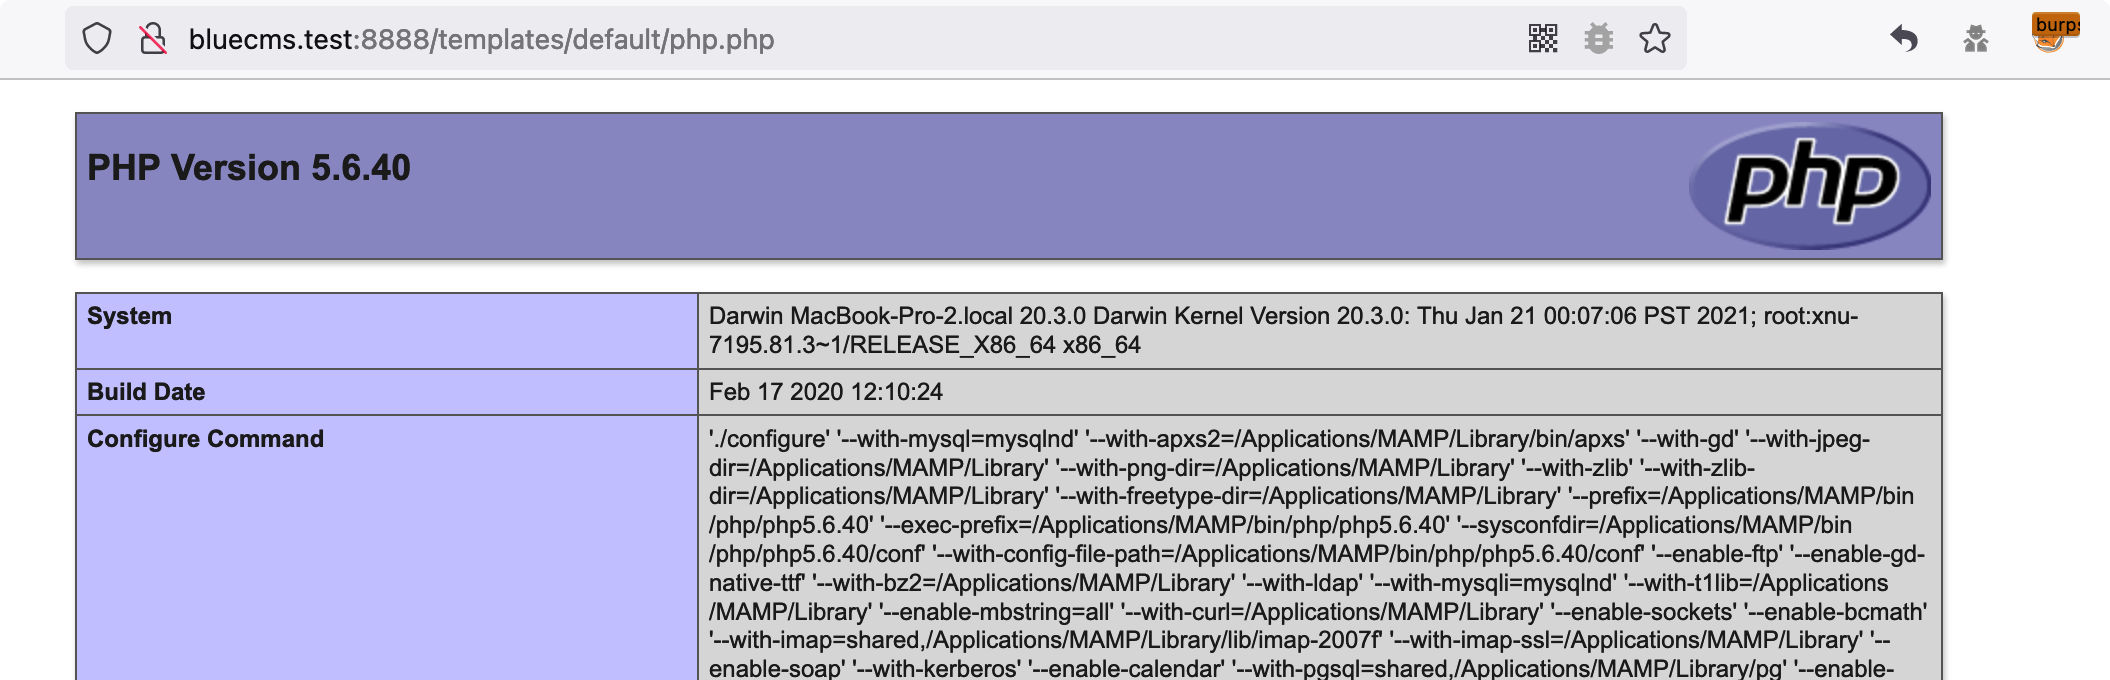 bluecms.test:8888/templates/default/php.php
burps
PHP Version 5.6.40
php
System
Darwin MacBook-Pro-2.local 20.3.0 Darwin Kernel Version 20.3.0: Thu Jan 21 00:07:06 PST 2021; root:xnu-
7195.81.3~1/RELEASE_X86_64 x86_64
Build Date
Feb 17 2020 12:10:24
Configure Command
'./configure' '--with-mysql=mysqlnd' '--with-apxs2=/Applications/MAMP/Library/bin/apxs' '--with-gd' '--with-jpeg-
dir=/Applications/MAMP/Library' '--with-png-dir=/Applications/MAMP/Library' '--with-zlib' '--with-zlib-
dir=/Applications/MAMP/Library' '--with-freetype-dir=/Applications/MAMP/Library' '--prefix=/Applications/MAMP/bin
/php/php5.6.40' '--exec-prefix=/Applications/MAMP/bin/php/php5.6.40' '--sysconfdir=/Applications/MAMP/bin
/php/php5.6.40/conf' '--with-config-file-path=/Applications/MAMP/bin/php/php5.6.40/conf' '--enable-ftp' '--enable-gd-
native-ttf' '--with-bz2=/Applications/MAMP/Library' '--with-ldap' '--with-mysqli=mysqlnd' '--with-t1lib=/Applications
/MAMP/Library' '--enable-mbstring=all' '--with-curl=/Applications/MAMP/Library' '--enable-sockets' '--enable-bcmath'
'--with-imap=shared,/Applications/MAMP/Library/lib/imap-2007f' '--with-imap-ssl=/Applications/MAMP/Library' '--
enable-soap' '--with-kerberos' '--enable-calendar' '--with-pgsql=shared,/Applications/MAMP/Library/pg' '--enable-